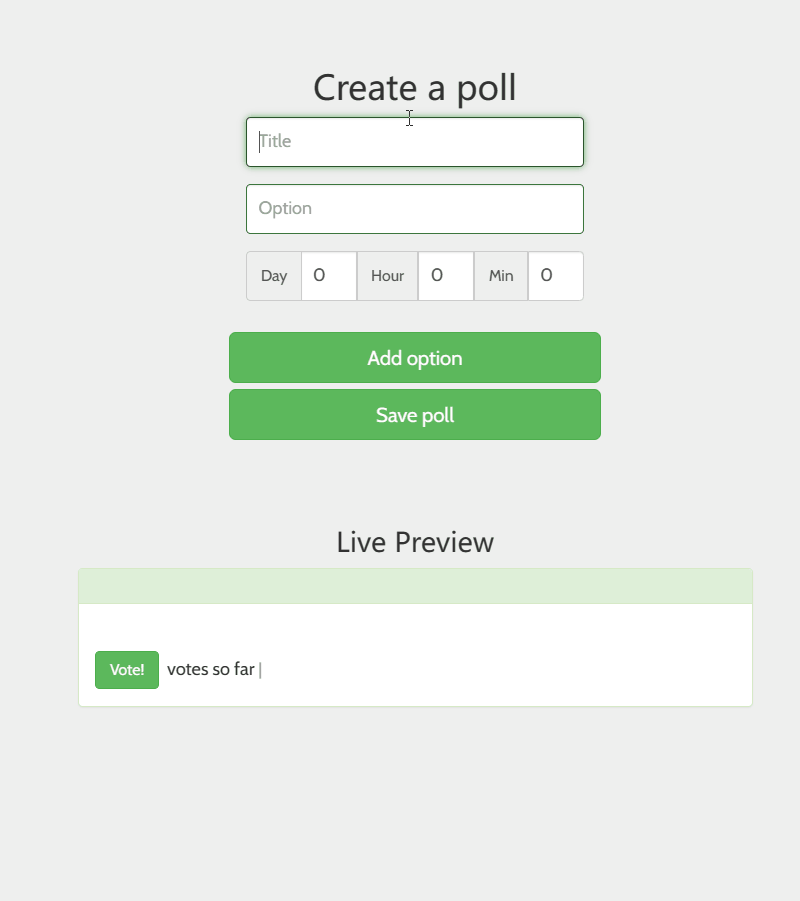 Create a poll
Title
Option
Day 0 Hour 0 Min 0
Add option
Save poll
Live Preview
Vote! votes so far |